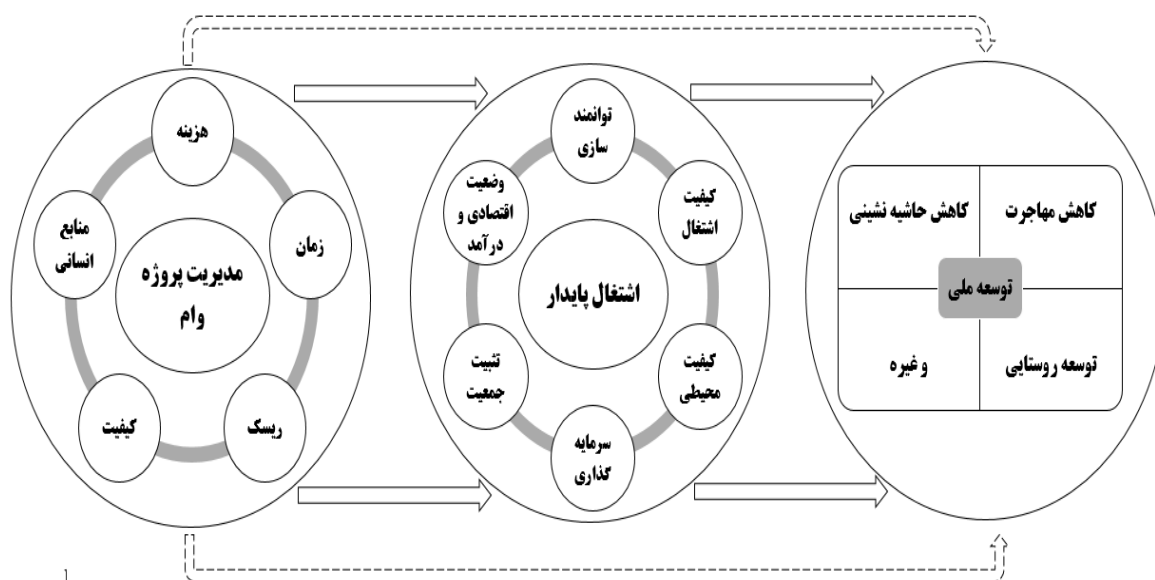 هزینه
زمان
ریسک
کیفیت
منابع
انسانی
مدیریت پروژه
وام
توانمند
سازی
کیفیت
اشتغال
کیفیت
محیطی
سرمایه
گذاری
تثبیت
جمعیت
وضعیت
اقتصادی و
درآمد
اشتغال پایدار
کاهش مهاجرت
کاهش حاشیه نشینی
توسعه ملی
توسعه روستایی
و غیره